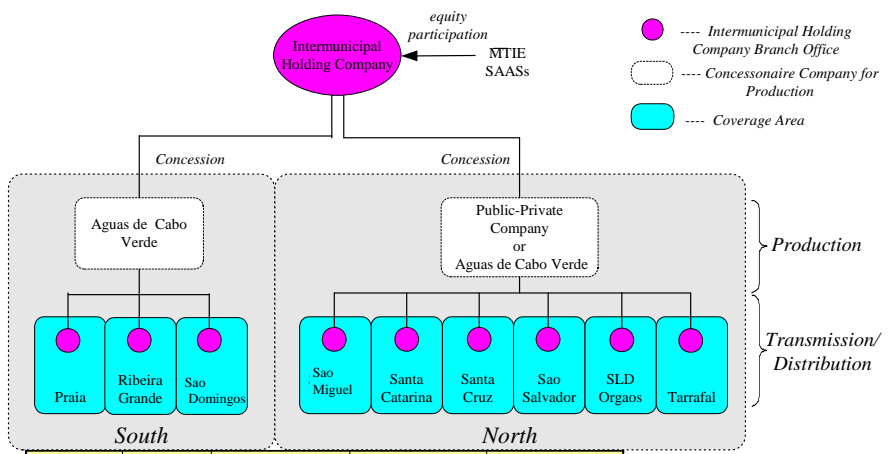 equity
participation
Intermunicipal
Holding Company
MTIE
SAASs
---- Intermunicipal Holding
Company Branch Office
---- Concessonaire Company for
Production
---- Coverage Area
Concession
Concession
Aguas de Cabo
Verde
Public-Private
Company
or
Aguas de Cabo Verde
Production
Transmission/
Distribution
Praia
Ribeira
Grande
Sao
Domingos
Sao
Miguel
Santa
Catarina
Santa
Cruz
Sao
Salvador
SLD
Orgaos
Tarrafal
South
North